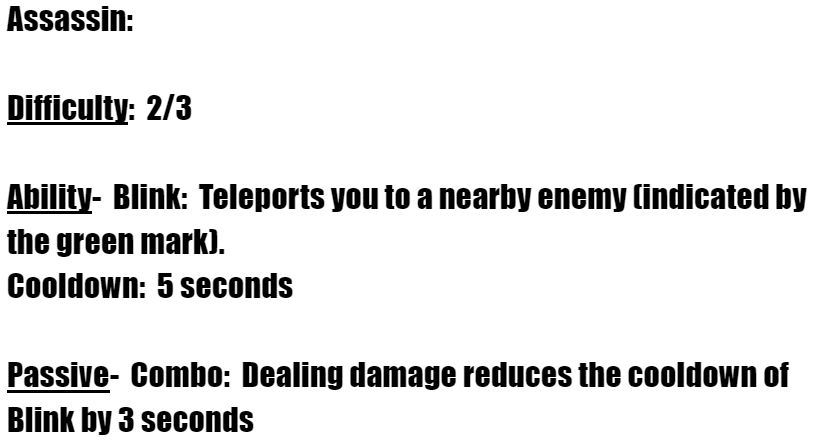 Assassin:
Difficulty:  2/3
Ability-  Blink:  Teleports you to a nearby enemy (indicated by
the green mark).
Cooldown:  5 seconds
Passive-  Combo:  Dealing damage reduces the cooldown of
Blink by 3 seconds